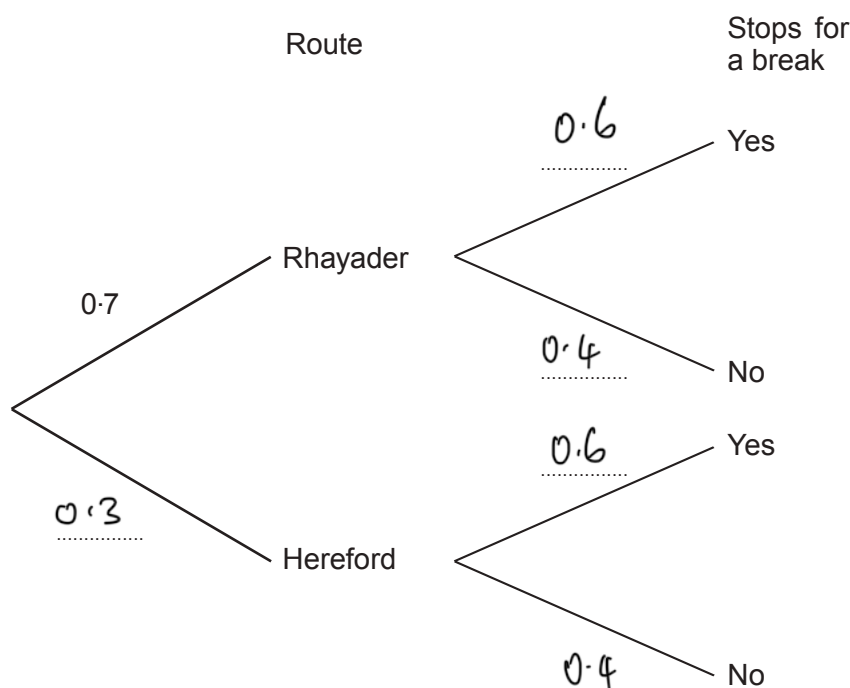 Route
Stops for
a break
0·6
Yes
Rhayader
0·7
0·4
No
0·6
Yes
0·3
Hereford
0·4
No